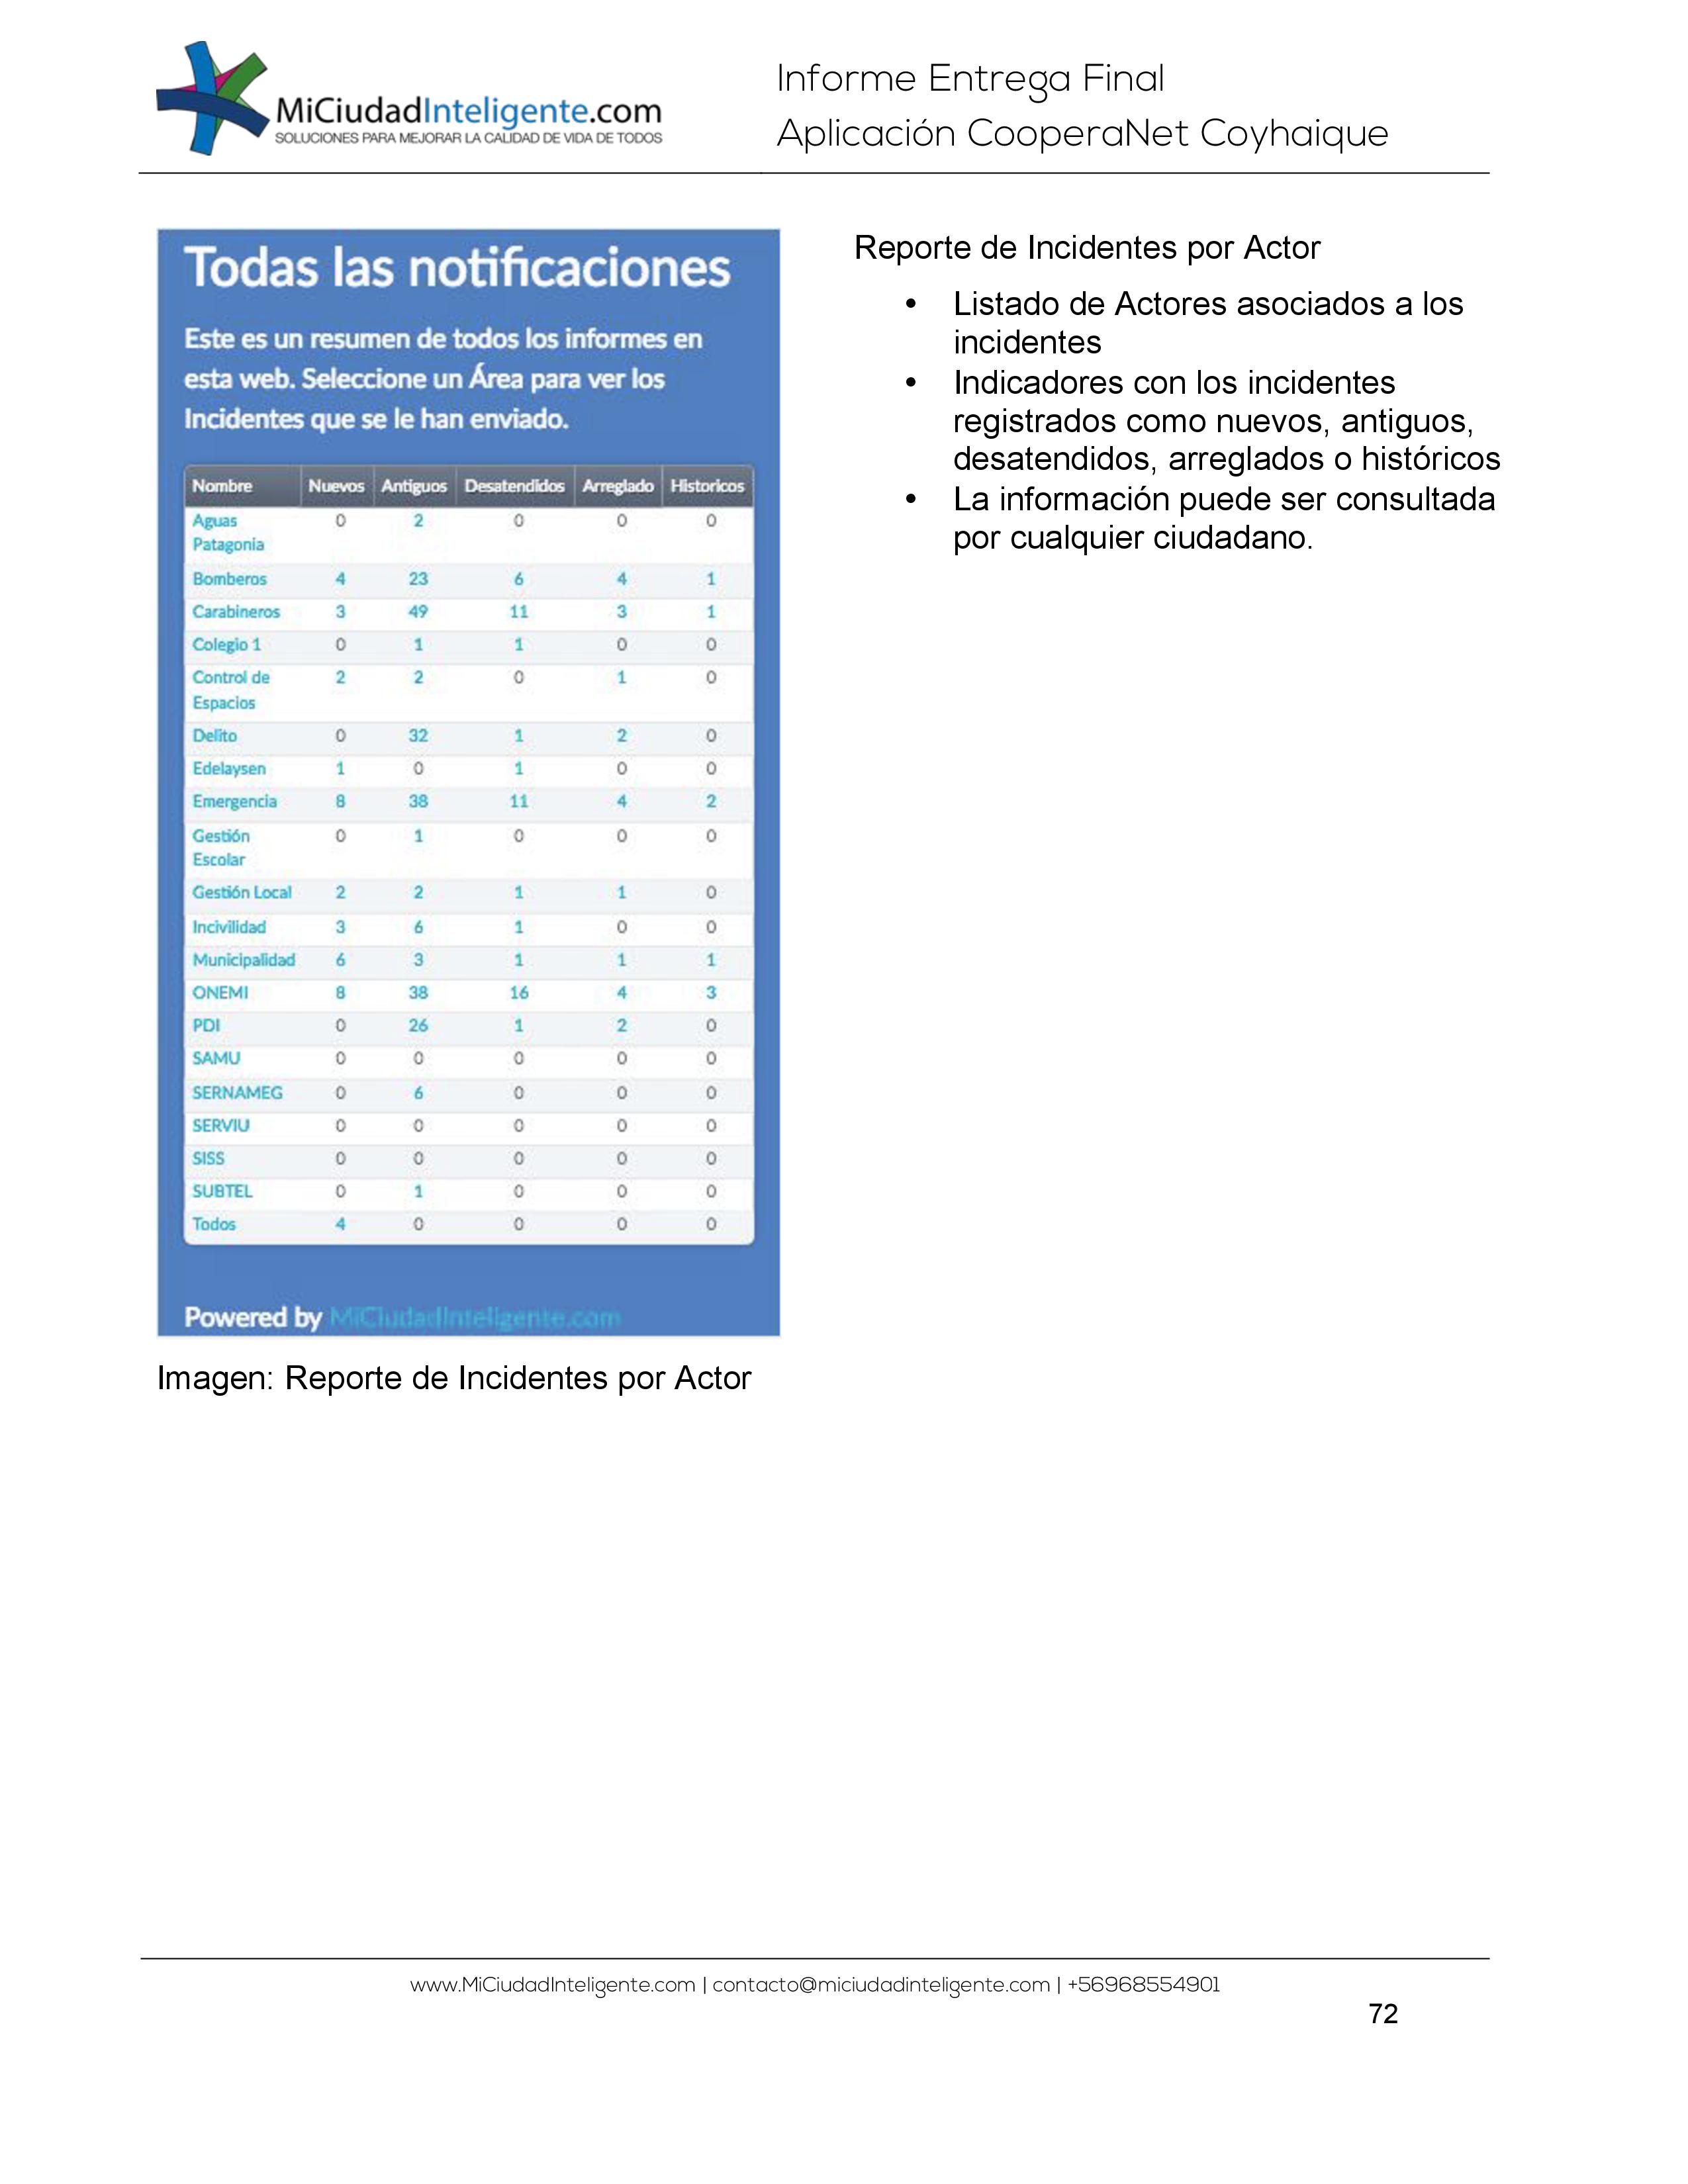 MiCiudadInteligente.com
SOLUCIONES PARA MEJORAR LA CALIDAD DE VIDA DE TODOS
Informe Entrega Final
Aplicación CooperaNet Coyhaique
Todas las notificaciones
Este es un resumen de todos los informes en
esta web. Seleccione un Área para ver los
Incidentes que se le han enviado.
Nombre Nuevos Antiguos Desatendidos Arreglado Historicos
Aguas 0 2 0 0 0
Patagonia
Bomberos 4 23 6 4 1
Carabineros 3 49 11 3 1
Colegio 1 0 1 1 0 0
Control de 2 2 0 1 0
Espacios
Delito 0 32 1 2 0
Edelaysen 1 0 1 0 0
Emergencia 8 38 11 4 2
Gestión 0 1 0 0 0
Escolar
Gestión Local 2 2 1 1 0
Incivilidad 3 6 1 0 0
Municipalidad 6 3 1 1 1
ONEMI 8 38 16 4 3
PDI 0 26 1 2 0
SAMU 0 0 0 0 0
SERNAMEG 0 6 0 0 0
SERVIU 0 0 0 0 0
SISS 0 0 0 0 0
SUBTEL 0 1 0 0 0
Todos 4 0 0 0 0
Powered by MiCiudadInteligente.com
Imagen: Reporte de Incidentes por Actor
Reporte de Incidentes por Actor
• Listado de Actores asociados a los
incidentes
• Indicadores con los incidentes
registrados como nuevos, antiguos,
desatendidos, arreglados o históricos
• La información puede ser consultada
por cualquier ciudadano.
www.MiCiudadInteligente.com | contacto@miciudadinteligente.com | +56968554901
72